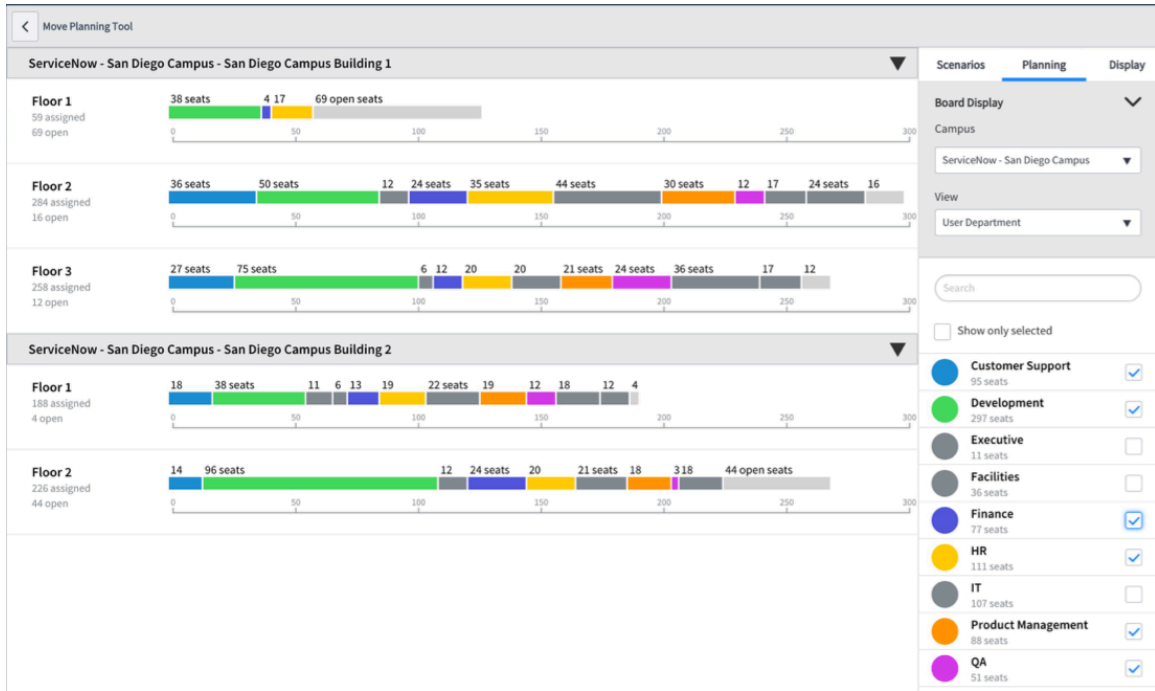 Move Planning Tool
ServiceNow - San Diego Campus - San Diego Campus Building 1
Floor 1
59 assigned
69 open
38 seats 4 17 69 open seats
0 50 100 150 200 250 300
Floor 2
284 assigned
16 open
36 seats 50 seats 12 24 seats 35 seats 44 seats 30 seats 12 17 24 seats 16
0 50 100 150 200 250 300
Floor 3
258 assigned
12 open
27 seats 75 seats 6 12 20 20 21 seats 24 seats 36 seats 17 12
0 50 100 150 200 250 300
ServiceNow - San Diego Campus - San Diego Campus Building 2
Floor 1
188 assigned
4 open
18 38 seats 11 6 13 19 22 seats 19 12 18 12 4
0 50 100 150 200 250 300
Floor 2
226 assigned
44 open
14 96 seats 12 24 seats 20 21 seats 18 3 18 44 open seats
0 50 100 150 200 250 300
Scenarios Planning Display
Board Display
Campus
ServiceNow - San Diego Campus
View
User Department
Search
Show only selected
Customer Support
95 seats
Development
297 seats
Executive
11 seats
Facilities
36 seats
Finance
77 seats
HR
111 seats
IT
107 seats
Product Management
88 seats
QA
51 seats